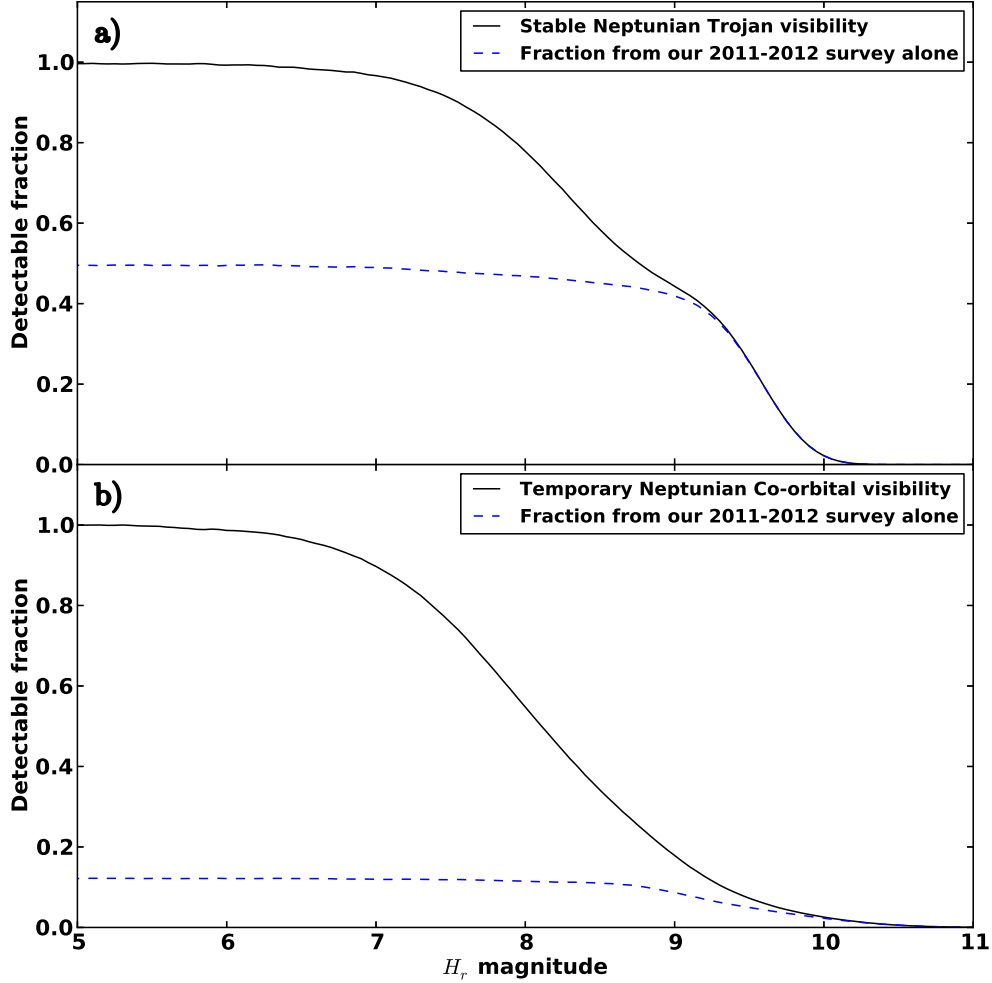 a)
Stable Neptunian Trojan visibility
Fraction from our 2011-2012 survey alone
1.0
0.8
0.6
0.4
0.2
0.0
Detectable fraction
b)
Temporary Neptunian Co-orbital visibility
Fraction from our 2011-2012 survey alone
1.0
0.8
0.6
0.4
0.2
0.0
Detectable fraction
5 6 7 8 9 10 11
H_r magnitude